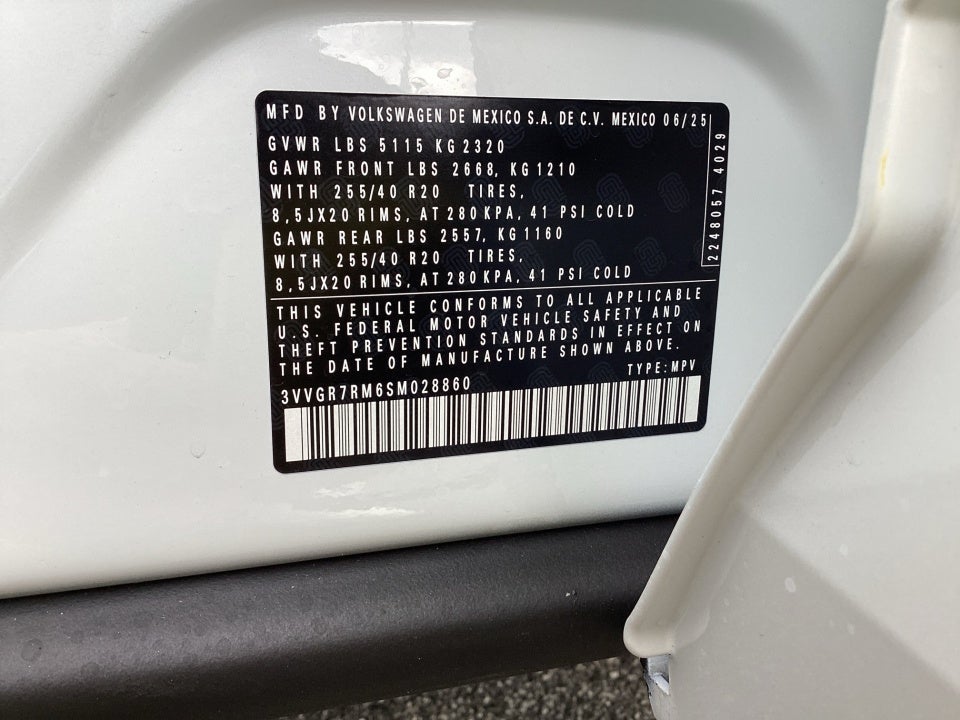 MFD BY VOLKSWAGEN DE MEXICO S.A. DE C.V. MEXICO 06/25
GVWR LBS 5115 KG 2320
GAWR FRONT LBS 2668, KG 1210
WITH 255/40 R20 TIRES,
8,5JX20 RIMS, AT 280 KPA, 41 PSI COLD
GAWR REAR LBS 2557, KG 1160
WITH 255/40 R20 TIRES,
8,5JX20 RIMS, AT 280 KPA, 41 PSI COLD
2248057 4029
THIS VEHICLE CONFORMS TO ALL APPLICABLE
U.S. FEDERAL MOTOR VEHICLE SAFETY AND
THEFT PREVENTION STANDARDS IN EFFECT ON
THE DATE OF MANUFACTURE SHOWN ABOVE.
TYPE: MPV
3VVGR7RM6SM028860